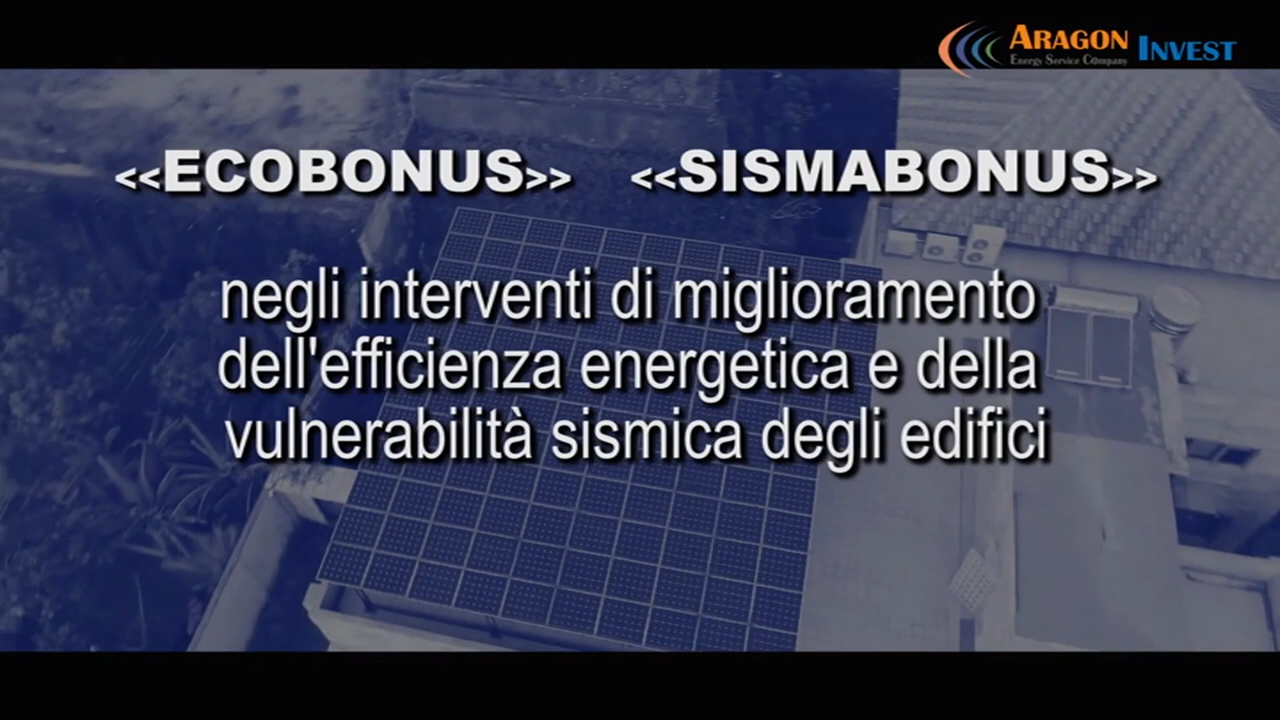 ARAGON INVEST
Energy Service Company
<<ECOBONUS>> <<SISMABONUS>>
negli interventi di miglioramento
dell'efficienza energetica e della
vulnerabilità sismica degli edifici